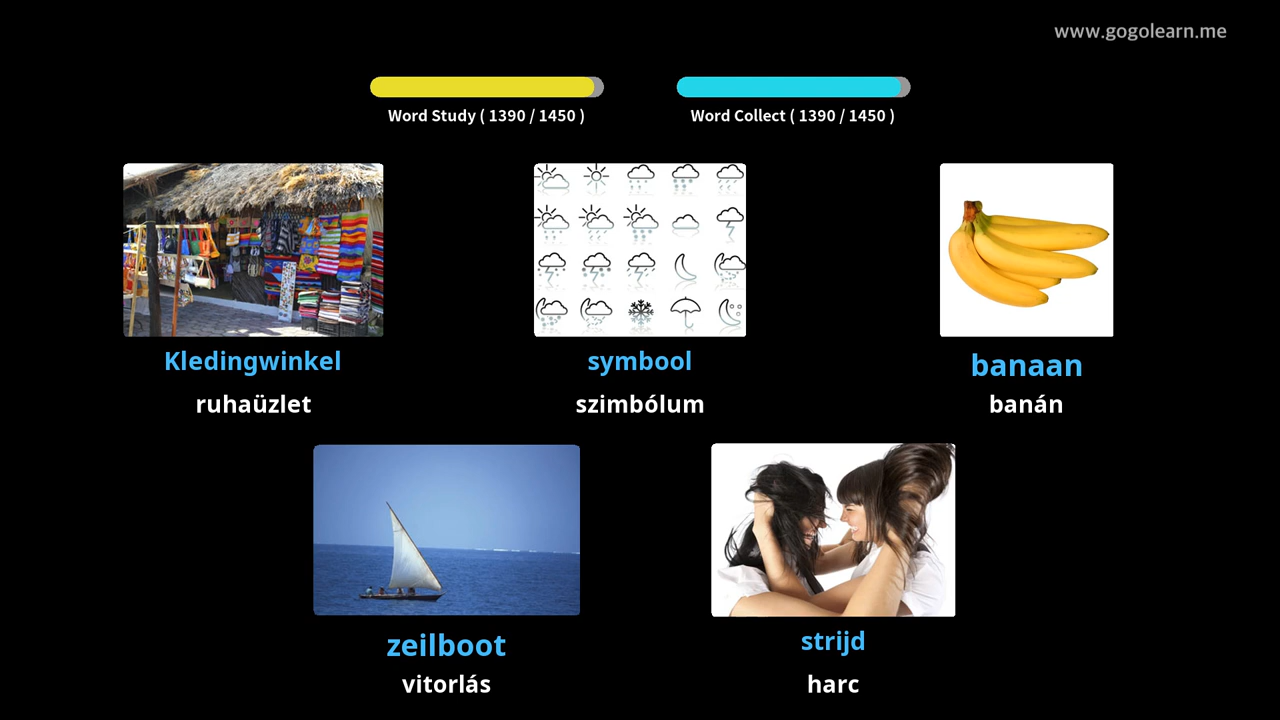 www.gogolearn.me
Word Study ( 1390 / 1450 )
Word Collect ( 1390 / 1450 )
Kledingwinkel
ruhaüzlet
symbool
szimbólum
banaan
banán
zeilboot
vitorlás
strijd
harc